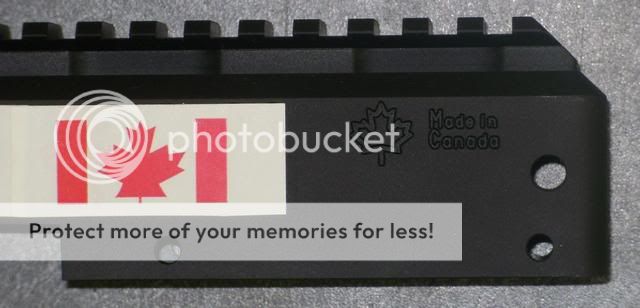 photobucket
Made in
Canada
Protect more of your memories for less!